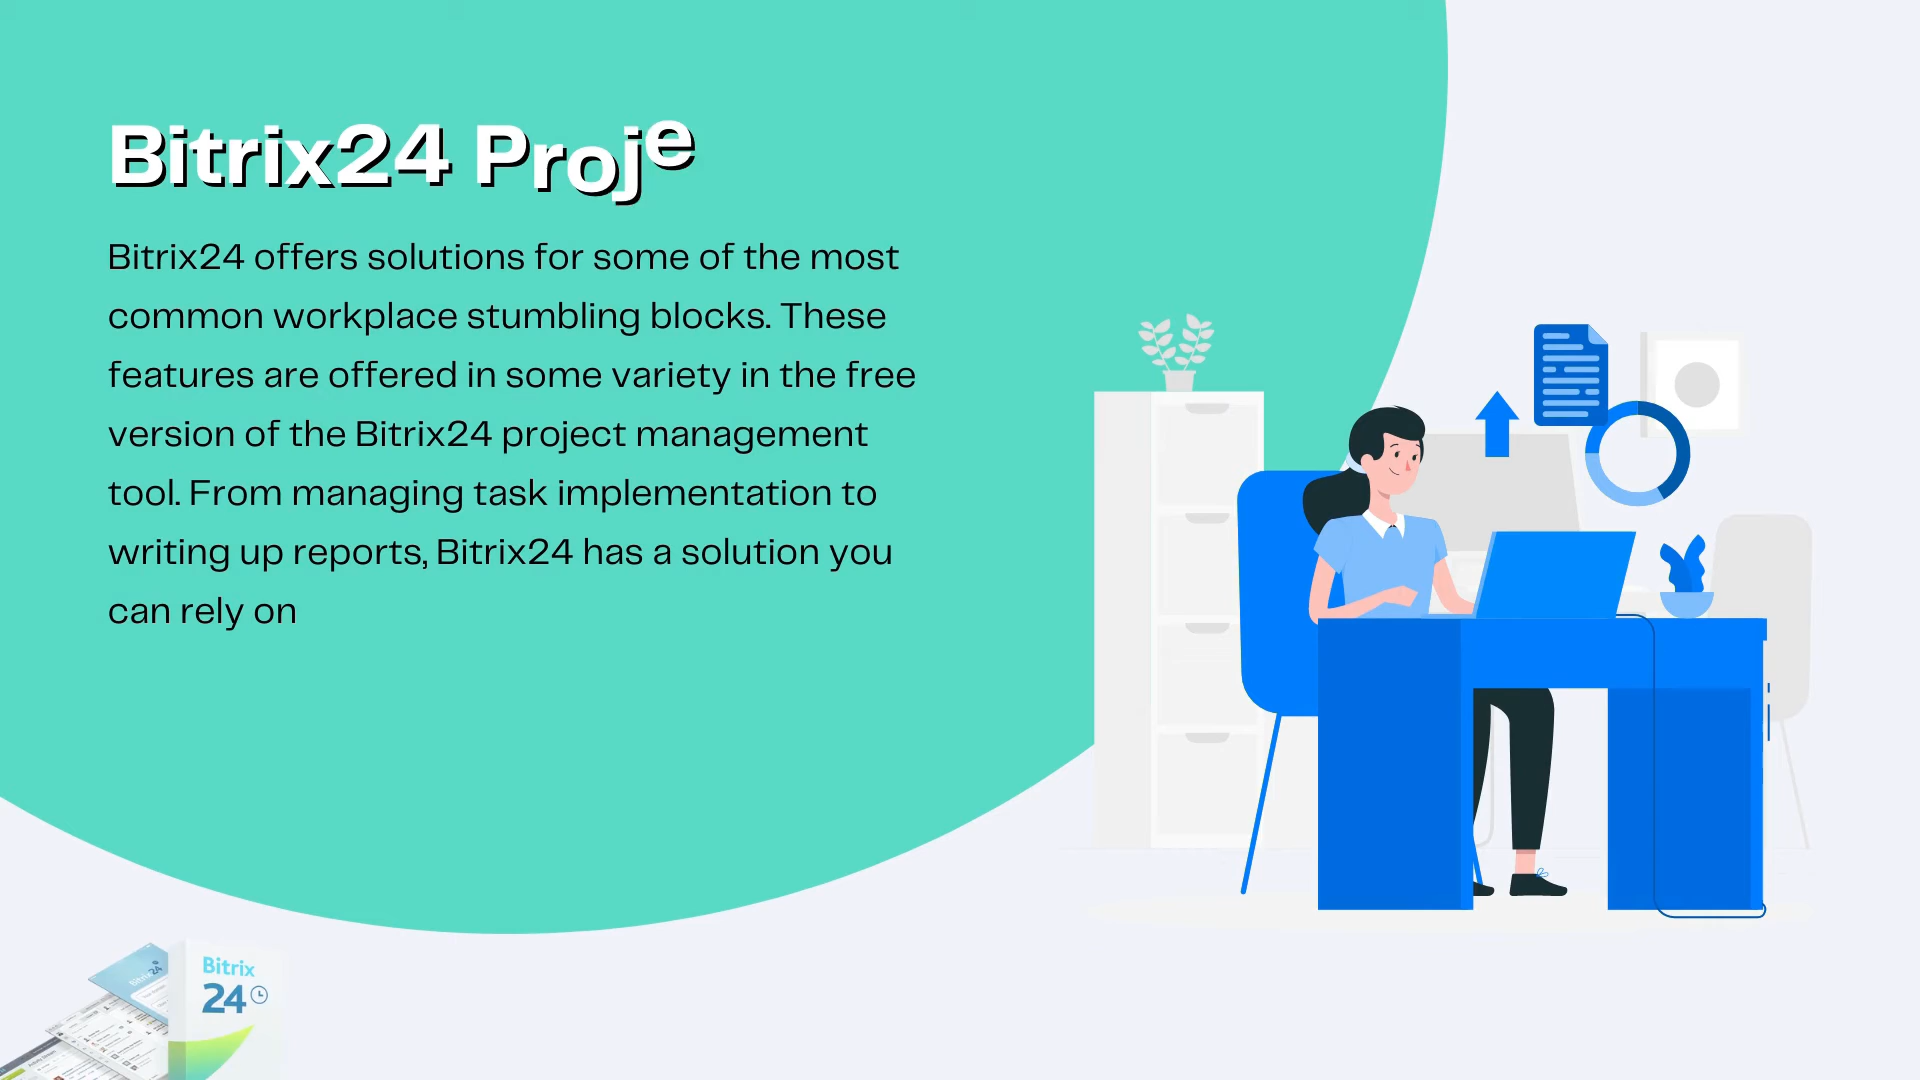 Bitrix24 Proje
Bitrix24 offers solutions for some of the most
common workplace stumbling blocks. These
features are offered in some variety in the free
version of the Bitrix24 project management
tool. From managing task implementation to
writing up reports, Bitrix24 has a solution you
can rely on
Bitrix24
Bitrix
24